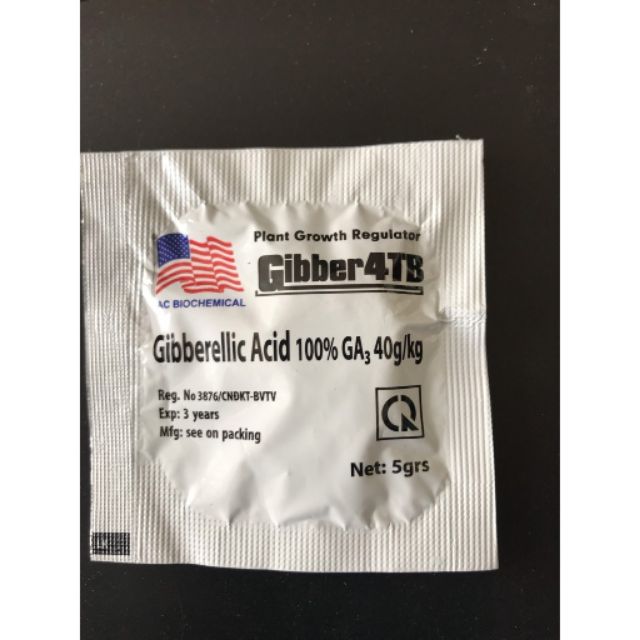 Plant Growth Regulator
Gibber4TB
AC BIOCHEMICAL
Gibberellic Acid 100% GA₃ 40g/kg
Reg. No 3876/CNĐKT-BVTV
Exp: 3 years
Mfg: see on packing
Net: 5grs